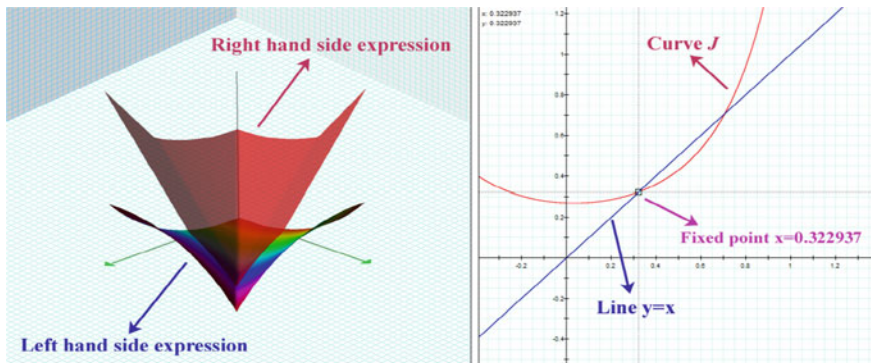 Right hand side expression
Left hand side expression
x: 0.322937
y: 0.322937
Curve J
Fixed point x=0.322937
Line y=x
1.2
1
0.8
0.6
0.4
0.2
-0.2
-0.4
-0.2
0.2
0.4
0.6
0.8
1
1.2